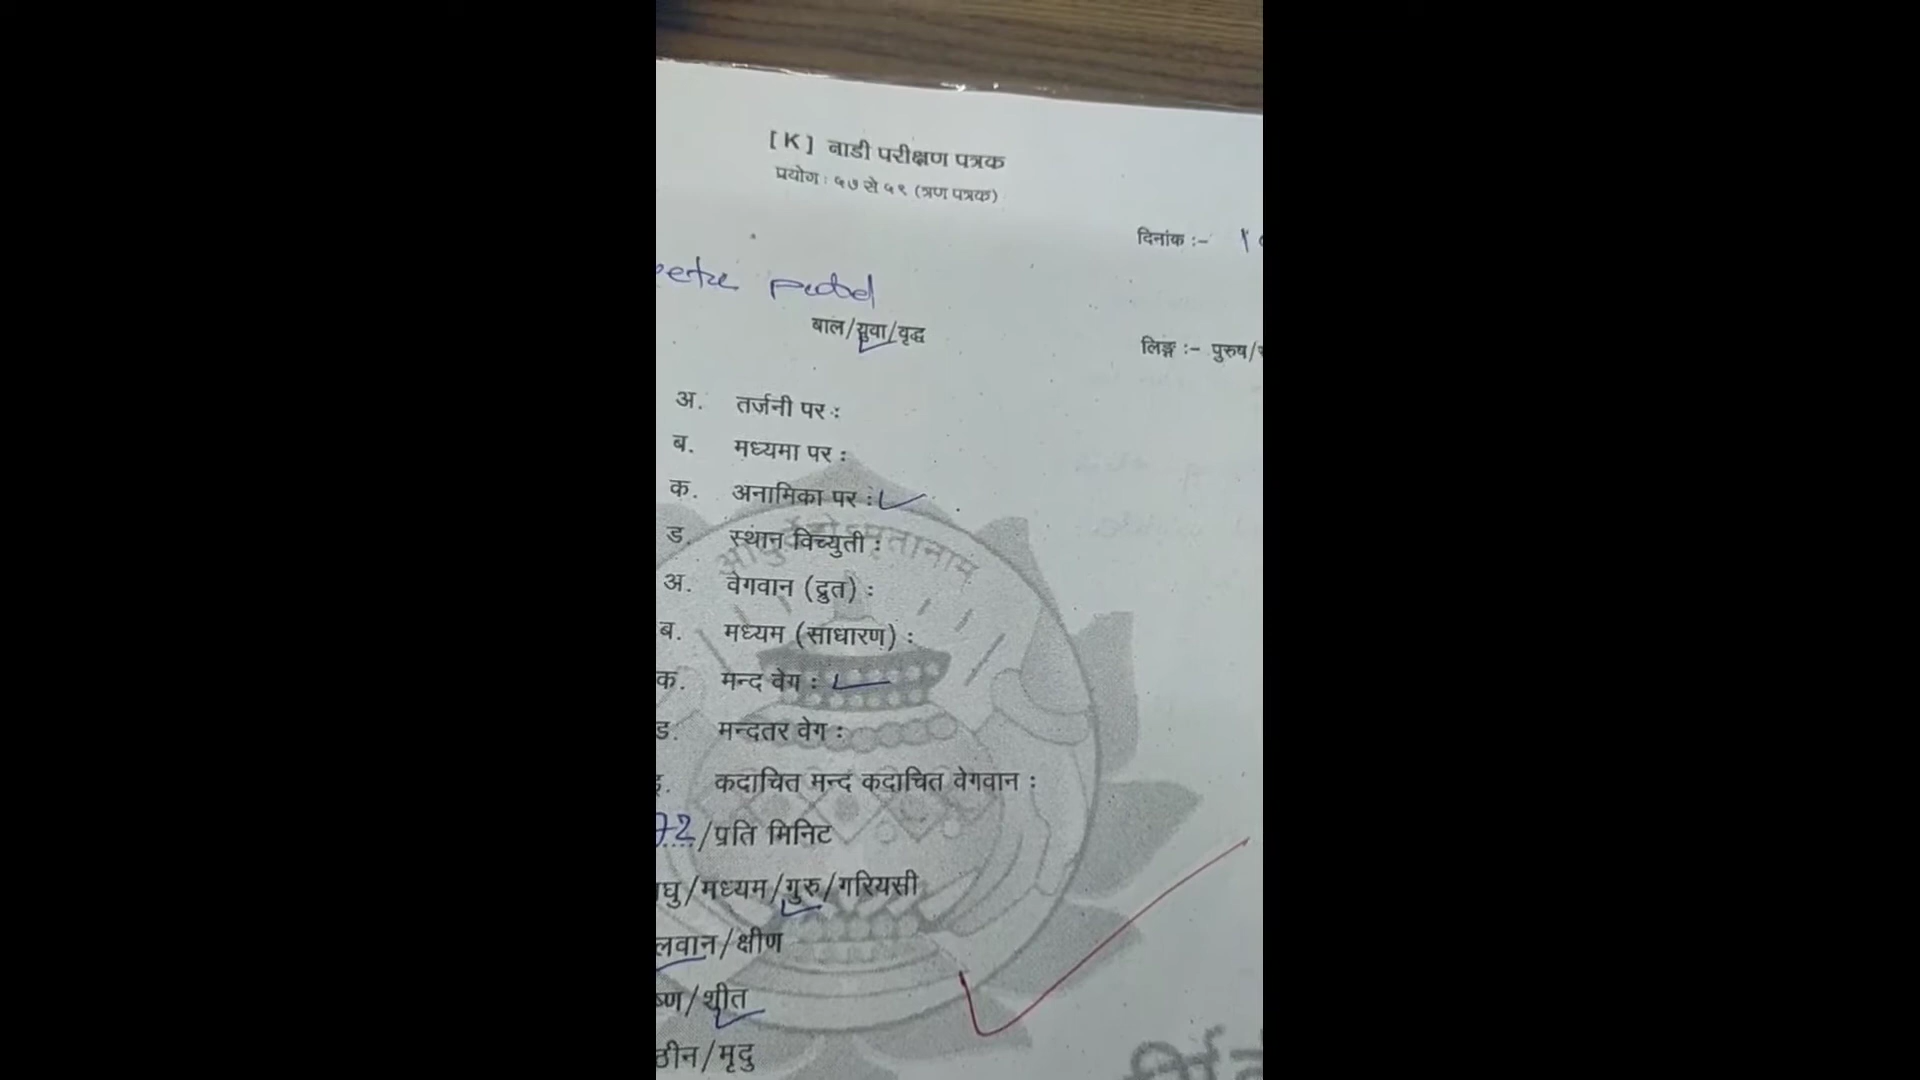 [K] नाडी परीक्षण पत्रक
प्रयोग : ५७ से ५९ (त्रण पत्रक)
दिनांक :-
बाल/युवा/वृद्ध
लिङ्ग :- पुरुष/
अ. तर्जनी पर :
ब. मध्यमा पर :
क. अनामिका पर :
ड. स्थान विच्युती :
अ. वेगवान (द्रुत) :
ब. मध्यम (साधारण) :
क. मन्द वेग :
ड. मन्दतर वेग :
कदाचित मन्द कदाचित वेगवान :
72/प्रति मिनिट
घु/मध्यम/गुरु/गरियसी
लवान/क्षीण
ष्ण/शीत
ठीन/मृदु